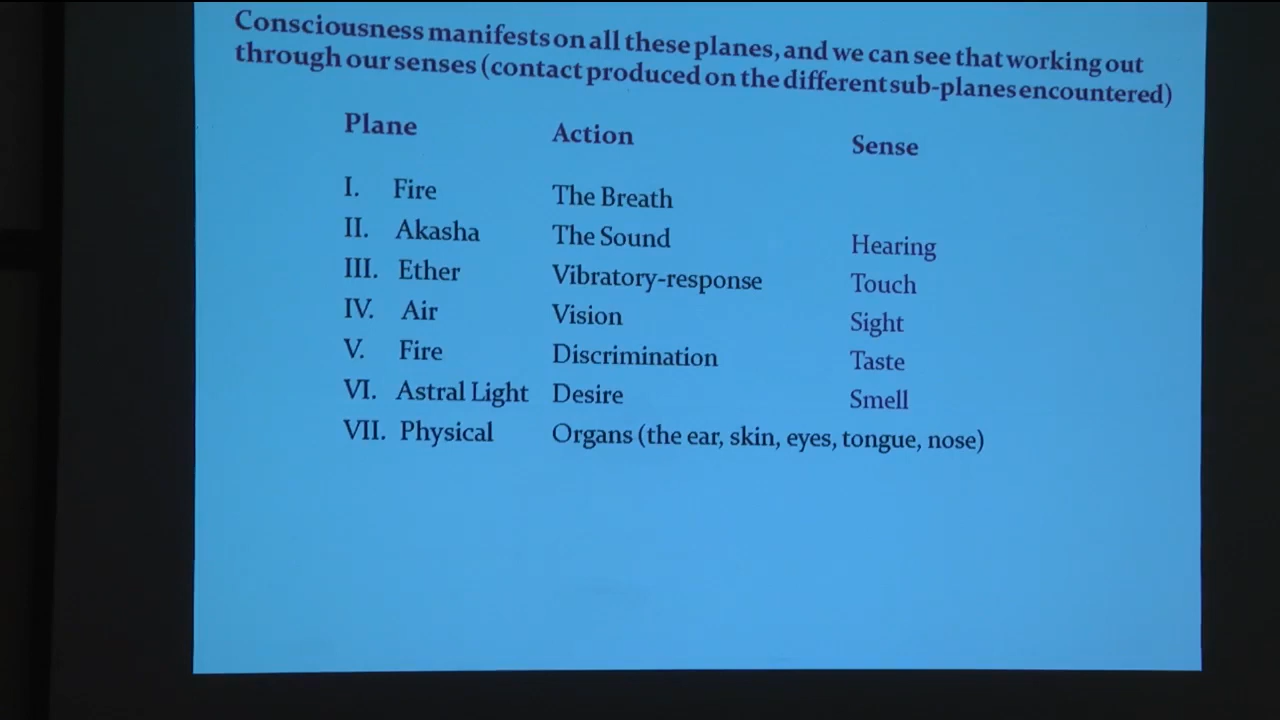 Consciousness manifests on all these planes, and we can see that working out
through our senses (contact produced on the different sub-planes encountered)
Plane Action Sense
I. Fire The Breath
II. Akasha The Sound Hearing
III. Ether Vibratory-response Touch
IV. Air Vision Sight
V. Fire Discrimination Taste
VI. Astral Light Desire Smell
VII. Physical Organs (the ear, skin, eyes, tongue, nose)